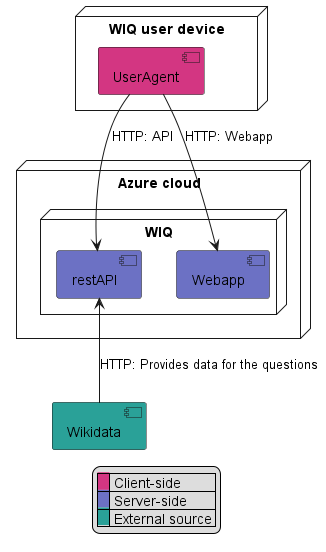 WIQ user device
UserAgent
HTTP: API
HTTP: Webapp
Azure cloud
WIQ
restAPI
Webapp
HTTP: Provides data for the questions
Wikidata
Client-side
Server-side
External source